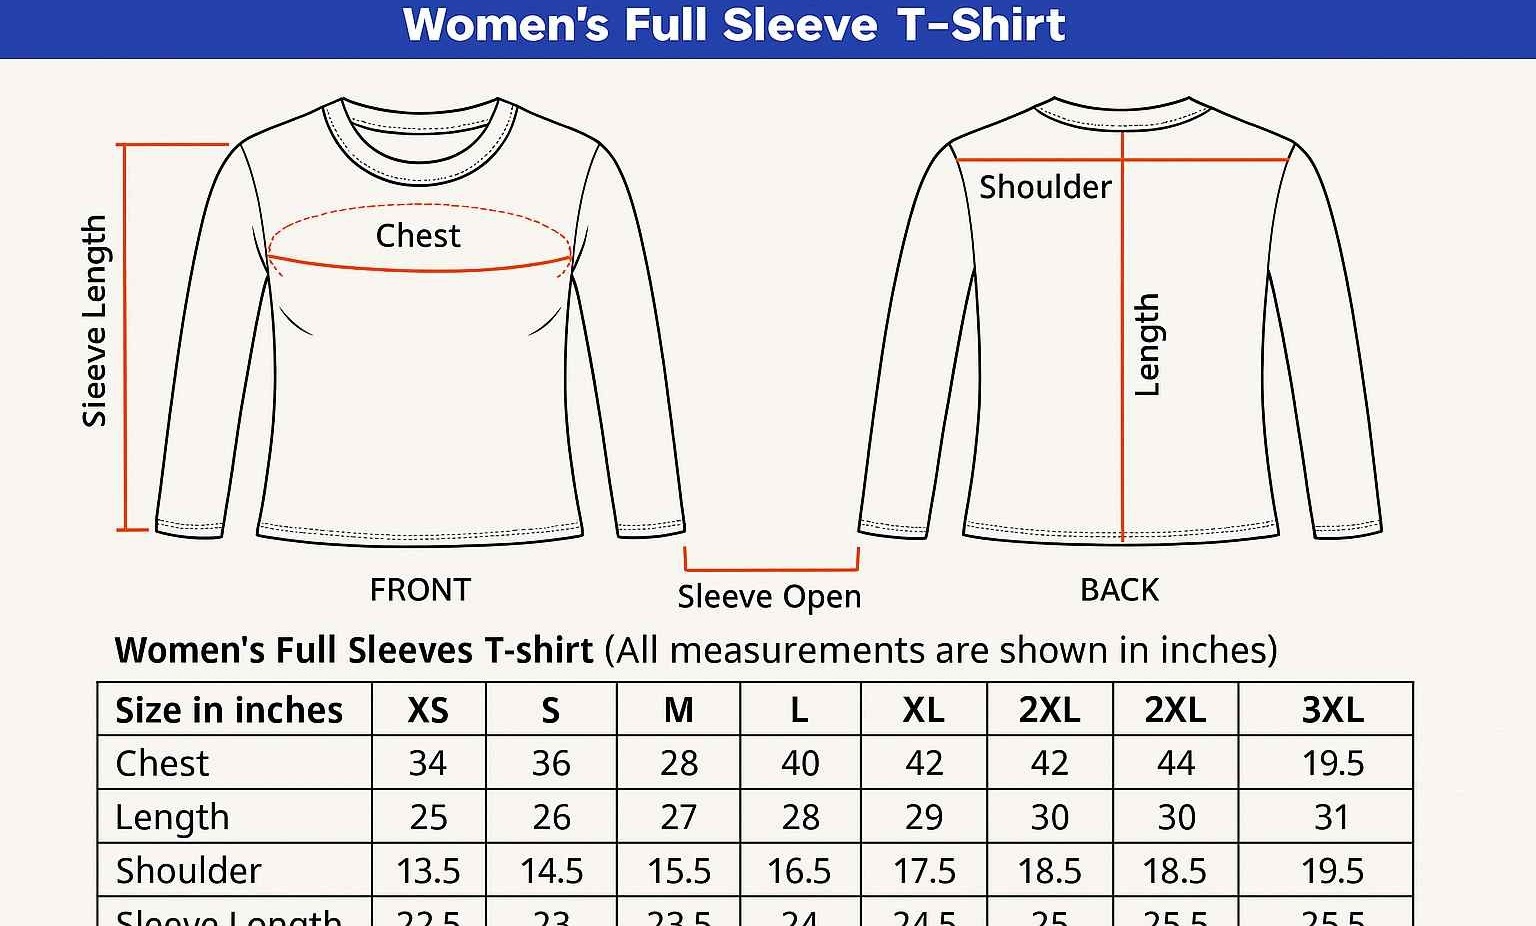 Women's Full Sleeve T-Shirt
Sleeve Length
Chest
Shoulder
Length
FRONT
Sleeve Open
BACK
Women's Full Sleeves T-shirt (All measurements are shown in inches)
Size in inches XS S M L XL 2XL 2XL 3XL
Chest 34 36 28 40 42 42 44 19.5
Length 25 26 27 28 29 30 30 31
Shoulder 13.5 14.5 15.5 16.5 17.5 18.5 18.5 19.5
Sleeve Length 22.5 23 23.5 24 24.5 25 25.5 25.5